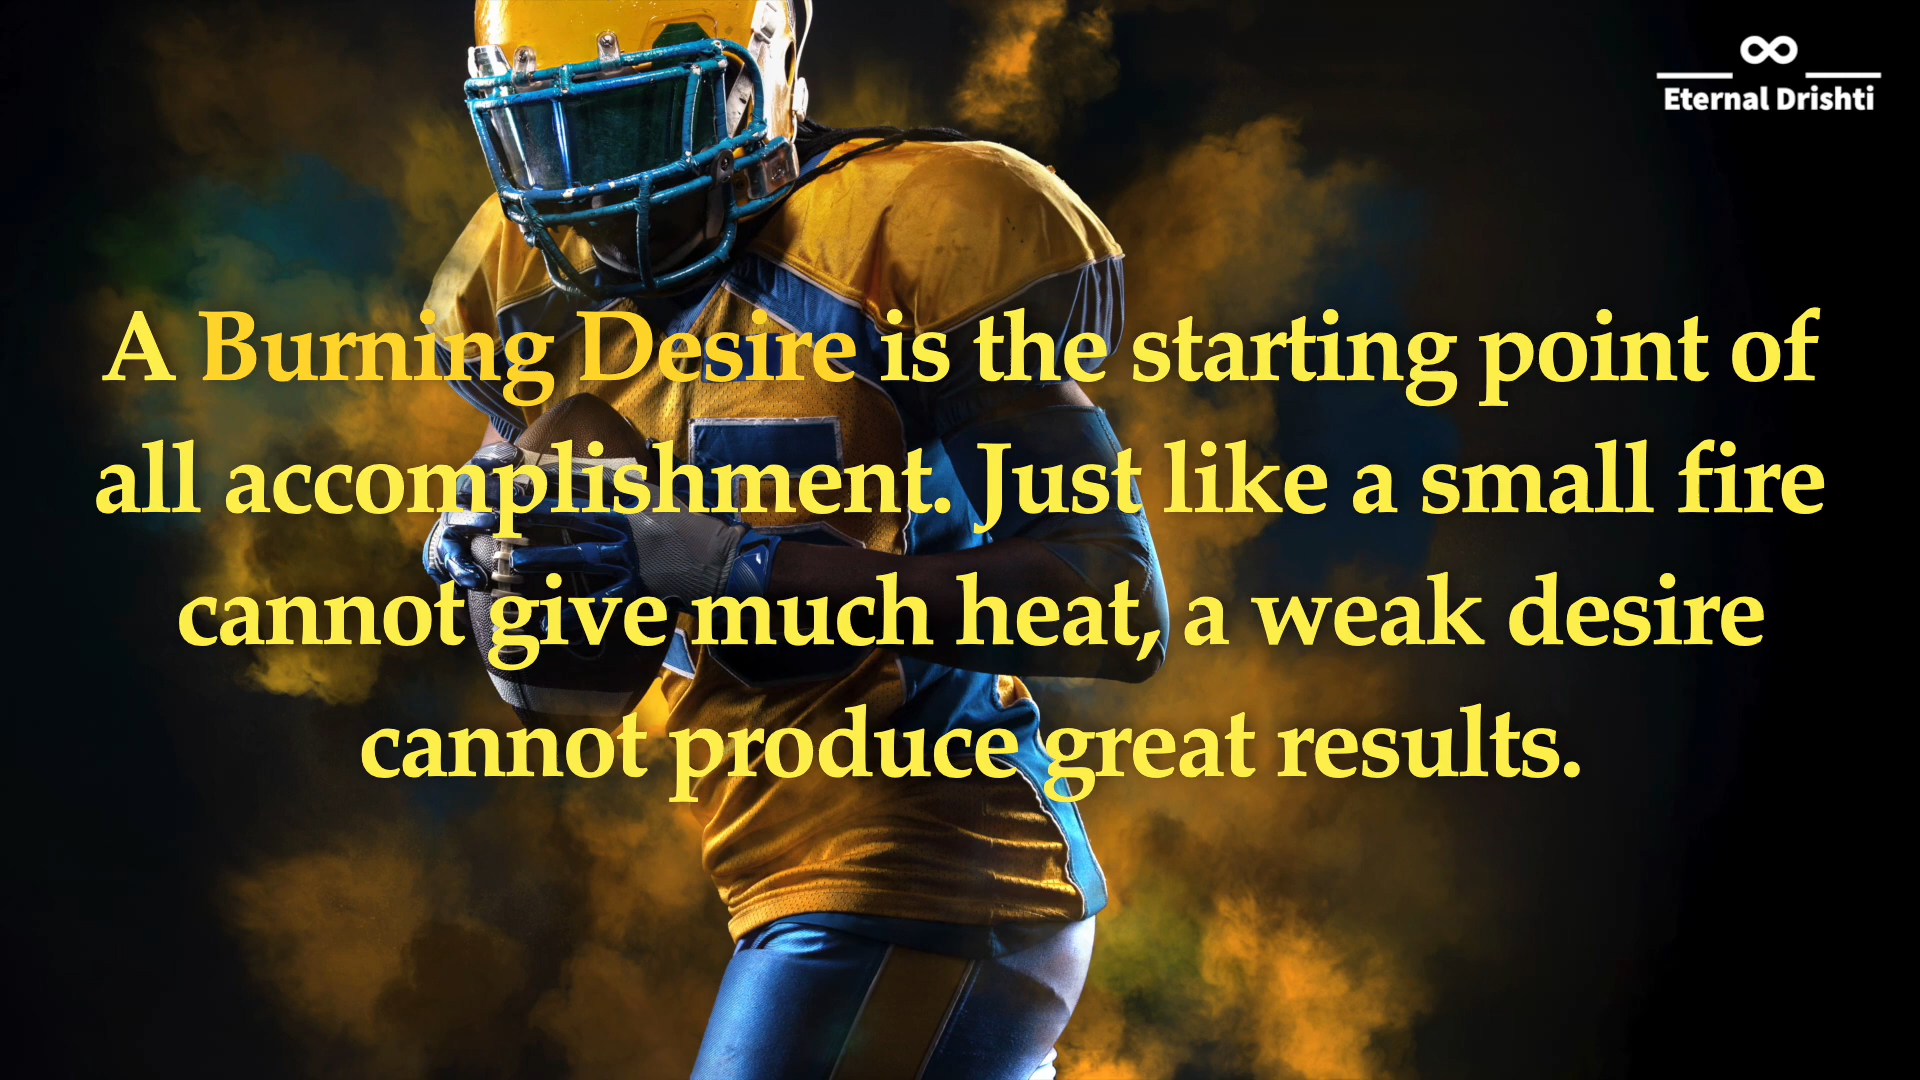 Eternal Drishti
A Burning Desire is the starting point of
all accomplishment. Just like a small fire
cannot give much heat, a weak desire
cannot produce great results.